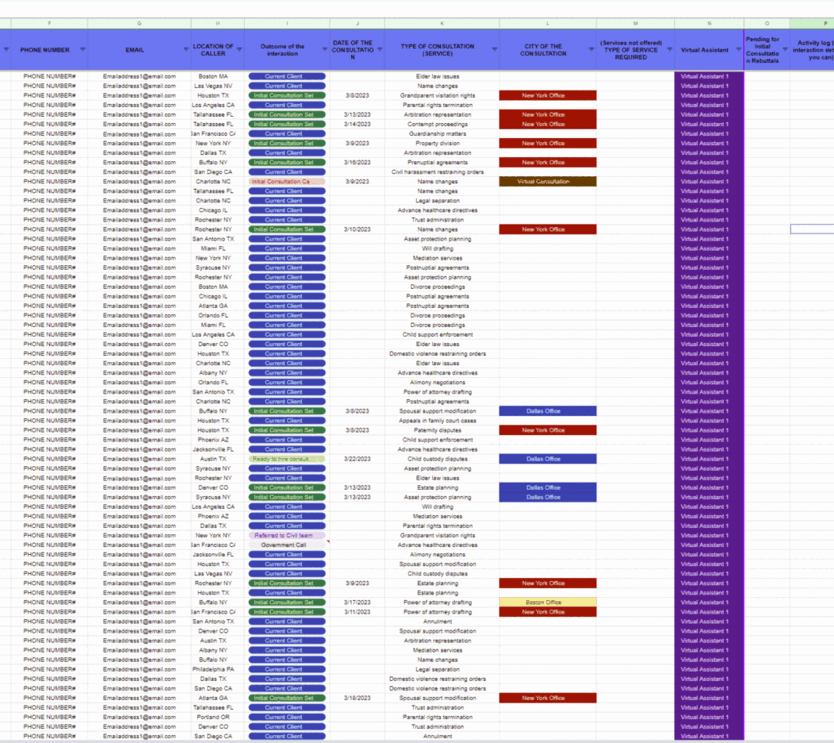 F G H I J K L M N O P
PHONE NUMBER EMAIL LOCATION OF CALLER Outcome of the interaction DATE OF THE CONSULTATION TYPE OF CONSULTATION (SERVICE) CITY OF THE CONSULTATION (Services not offered) TYPE OF SERVICE REQUIRED Virtual Assistant Pending for Initial Consultation Rebuttals Activity log ( interaction det you can)
PHONE NUMBER# Emailaddress1@email.com Boston MA Current Client Elder law issues Virtual Assistant 1
PHONE NUMBER# Emailaddress1@email.com Las Vegas NV Current Client Name changes Virtual Assistant 1
PHONE NUMBER# Emailaddress1@email.com Houston TX Initial Consultation Set 3/8/2023 Grandparent visitation rights New York Office Virtual Assistant 1
PHONE NUMBER# Emailaddress1@email.com Los Angeles CA Current Client Parental rights termination Virtual Assistant 1
PHONE NUMBER# Emailaddress1@email.com Tallahassee FL Initial Consultation Set 3/13/2023 Arbitration representation New York Office Virtual Assistant 1
PHONE NUMBER# Emailaddress1@email.com Tallahassee FL Initial Consultation Set 3/14/2023 Contempt proceedings New York Office Virtual Assistant 1
PHONE NUMBER# Emailaddress1@email.com an Francisco CA Current Client Guardianship matters Virtual Assistant 1
PHONE NUMBER# Emailaddress1@email.com New York NY Initial Consultation Set 3/9/2023 Property division New York Office Virtual Assistant 1
PHONE NUMBER# Emailaddress1@email.com Dallas TX Current Client Arbitration representation Virtual Assistant 1
PHONE NUMBER# Emailaddress1@email.com Buffalo NY Initial Consultation Set 3/16/2023 Prenuptial agreements New York Office Virtual Assistant 1
PHONE NUMBER# Emailaddress1@email.com San Diego CA Current Client Civil harassment restraining orders Virtual Assistant 1
PHONE NUMBER# Emailaddress1@email.com Charlotte NC Initial Consultation Ca 3/9/2023 Name changes Virtual Consultation Virtual Assistant 1
PHONE NUMBER# Emailaddress1@email.com Tallahassee FL Current Client Name changes Virtual Assistant 1
PHONE NUMBER# Emailaddress1@email.com Charlotte NC Current Client Legal separation Virtual Assistant 1
PHONE NUMBER# Emailaddress1@email.com Chicago IL Current Client Advance healthcare directives Virtual Assistant 1
PHONE NUMBER# Emailaddress1@email.com Rochester NY Current Client Trust administration Virtual Assistant 1
PHONE NUMBER# Emailaddress1@email.com Rochester NY Initial Consultation Set 3/10/2023 Name changes New York Office Virtual Assistant 1
PHONE NUMBER# Emailaddress1@email.com San Antonio TX Current Client Asset protection planning Virtual Assistant 1
PHONE NUMBER# Emailaddress1@email.com Miami FL Current Client Will drafting Virtual Assistant 1
PHONE NUMBER# Emailaddress1@email.com New York NY Current Client Mediation services Virtual Assistant 1
PHONE NUMBER# Emailaddress1@email.com Syracuse NY Current Client Postnuptial agreements Virtual Assistant 1
PHONE NUMBER# Emailaddress1@email.com Rochester NY Current Client Asset protection planning Virtual Assistant 1
PHONE NUMBER# Emailaddress1@email.com Boston MA Current Client Divorce proceedings Virtual Assistant 1
PHONE NUMBER# Emailaddress1@email.com Chicago IL Current Client Postnuptial agreements Virtual Assistant 1
PHONE NUMBER# Emailaddress1@email.com Atlanta GA Current Client Postnuptial agreements Virtual Assistant 1
PHONE NUMBER# Emailaddress1@email.com Orlando FL Current Client Divorce proceedings Virtual Assistant 1
PHONE NUMBER# Emailaddress1@email.com Miami FL Current Client Divorce proceedings Virtual Assistant 1
PHONE NUMBER# Emailaddress1@email.com Los Angeles CA Current Client Child support enforcement Virtual Assistant 1
PHONE NUMBER# Emailaddress1@email.com Denver CO Current Client Elder law issues Virtual Assistant 1
PHONE NUMBER# Emailaddress1@email.com Houston TX Current Client Domestic violence restraining orders Virtual Assistant 1
PHONE NUMBER# Emailaddress1@email.com Charlotte NC Current Client Elder law issues Virtual Assistant 1
PHONE NUMBER# Emailaddress1@email.com Albany NY Current Client Advance healthcare directives Virtual Assistant 1
PHONE NUMBER# Emailaddress1@email.com Orlando FL Current Client Alimony negotiations Virtual Assistant 1
PHONE NUMBER# Emailaddress1@email.com San Antonio TX Current Client Power of attorney drafting Virtual Assistant 1
PHONE NUMBER# Emailaddress1@email.com Charlotte NC Current Client Postnuptial agreements Virtual Assistant 1
PHONE NUMBER# Emailaddress1@email.com Buffalo NY Initial Consultation Set 3/8/2023 Spousal support modification Dallas Office Virtual Assistant 1
PHONE NUMBER# Emailaddress1@email.com Houston TX Current Client Appeals in family court cases Virtual Assistant 1
PHONE NUMBER# Emailaddress1@email.com Houston TX Initial Consultation Set Paternity disputes New York Office Virtual Assistant 1
PHONE NUMBER# Emailaddress1@email.com Phoenix AZ Current Client Child support enforcement Virtual Assistant 1
PHONE NUMBER# Emailaddress1@email.com Jacksonville FL Current Client Advance healthcare directives Virtual Assistant 1
PHONE NUMBER# Emailaddress1@email.com Austin TX Ready to hire consult 3/22/2023 Child custody disputes Dallas Office Virtual Assistant 1
PHONE NUMBER# Emailaddress1@email.com Syracuse NY Current Client Asset protection planning Virtual Assistant 1
PHONE NUMBER# Emailaddress1@email.com Rochester NY Current Client Elder law issues Virtual Assistant 1
PHONE NUMBER# Emailaddress1@email.com Denver CO Initial Consultation Set 3/13/2023 Estate planning Dallas Office Virtual Assistant 1
PHONE NUMBER# Emailaddress1@email.com Syracuse NY Initial Consultation Set 3/13/2023 Asset protection planning Dallas Office Virtual Assistant 1
PHONE NUMBER# Emailaddress1@email.com Los Angeles CA Current Client Will drafting Virtual Assistant 1
PHONE NUMBER# Emailaddress1@email.com Phoenix AZ Current Client Mediation services Virtual Assistant 1
PHONE NUMBER# Emailaddress1@email.com Dallas TX Current Client Parental rights termination Virtual Assistant 1
PHONE NUMBER# Emailaddress1@email.com New York NY Referred to Civil team Grandparent visitation rights Virtual Assistant 1
PHONE NUMBER# Emailaddress1@email.com an Francisco CA Government Call Advance healthcare directives Virtual Assistant 1
PHONE NUMBER# Emailaddress1@email.com Jacksonville FL Current Client Alimony negotiations Virtual Assistant 1
PHONE NUMBER# Emailaddress1@email.com Houston TX Current Client Spousal support modification Virtual Assistant 1
PHONE NUMBER# Emailaddress1@email.com Las Vegas NV Current Client Child custody disputes Virtual Assistant 1
PHONE NUMBER# Emailaddress1@email.com Rochester NY Initial Consultation Set 3/9/2023 Estate planning New York Office Virtual Assistant 1
PHONE NUMBER# Emailaddress1@email.com Houston TX Current Client Estate planning Virtual Assistant 1
PHONE NUMBER# Emailaddress1@email.com Buffalo NY Initial Consultation Set 3/17/2023 Power of attorney drafting Boston Office Virtual Assistant 1
PHONE NUMBER# Emailaddress1@email.com an Francisco CA Initial Consultation Set 3/11/2023 Power of attorney drafting New York Office Virtual Assistant 1
PHONE NUMBER# Emailaddress1@email.com San Antonio TX Current Client Annulment Virtual Assistant 1
PHONE NUMBER# Emailaddress1@email.com Denver CO Current Client Spousal support modification Virtual Assistant 1
PHONE NUMBER# Emailaddress1@email.com Austin TX Current Client Arbitration representation Virtual Assistant 1
PHONE NUMBER# Emailaddress1@email.com Albany NY Current Client Mediation services Virtual Assistant 1
PHONE NUMBER# Emailaddress1@email.com Buffalo NY Current Client Name changes Virtual Assistant 1
PHONE NUMBER# Emailaddress1@email.com Philadelphia PA Current Client Legal separation Virtual Assistant 1
PHONE NUMBER# Emailaddress1@email.com Dallas TX Current Client Domestic violence restraining orders Virtual Assistant 1
PHONE NUMBER# Emailaddress1@email.com San Diego CA Current Client Domestic violence restraining orders Virtual Assistant 1
PHONE NUMBER# Emailaddress1@email.com Atlanta GA Initial Consultation Set 3/18/2023 Spousal support modification New York Office Virtual Assistant 1
PHONE NUMBER# Emailaddress1@email.com Tallahassee FL Current Client Trust administration Virtual Assistant 1
PHONE NUMBER# Emailaddress1@email.com Portland OR Current Client Parental rights termination Virtual Assistant 1
PHONE NUMBER# Emailaddress1@email.com Denver CO Current Client Trust administration Virtual Assistant 1
PHONE NUMBER# Emailaddress1@email.com San Diego CA Current Client Annulment Virtual Assistant 1